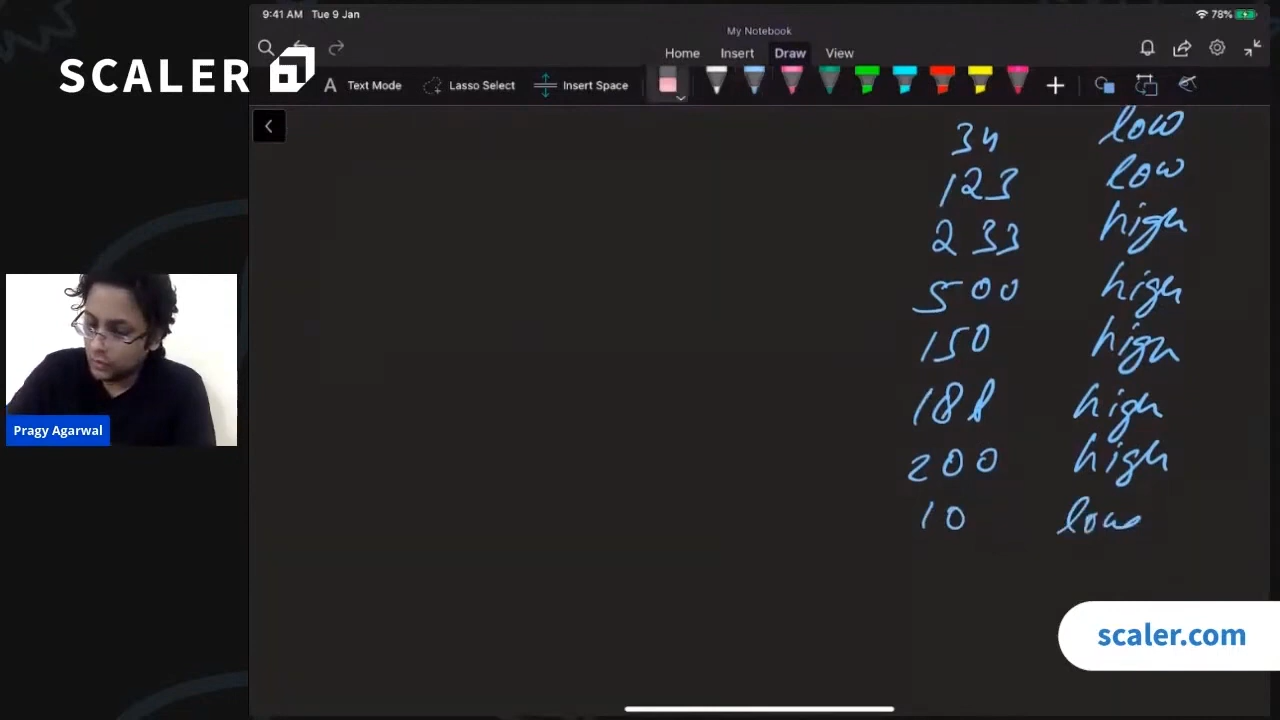 9:41 AM Tue 9 Jan
78%
My Notebook
Home Insert Draw View
SCALER
A Text Mode Lasso Select Insert Space
34 low
123 low
233 high
500 high
150 high
188 high
200 high
10 low
Pragy Agarwal
scaler.com